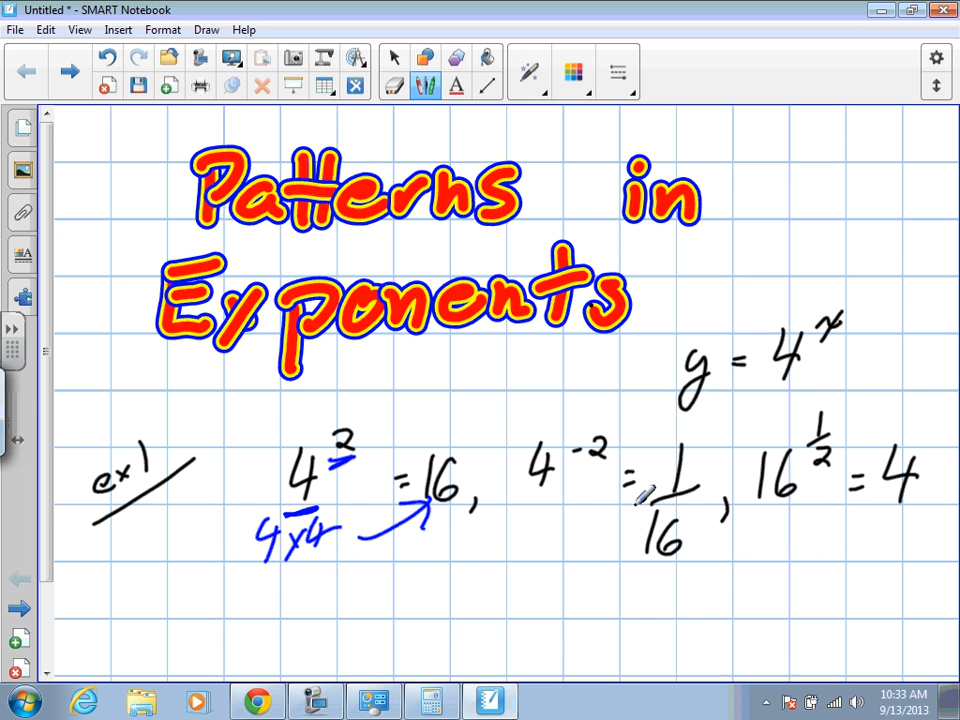 Untitled * - SMART Notebook
File Edit View Insert Format Draw Help
Patterns in
Exponents
y = 4^x
ex 1 4^2 = 16, 4^-2 = 1/16, 16^1/2 = 4
4x4
10:33 AM
9/13/2013